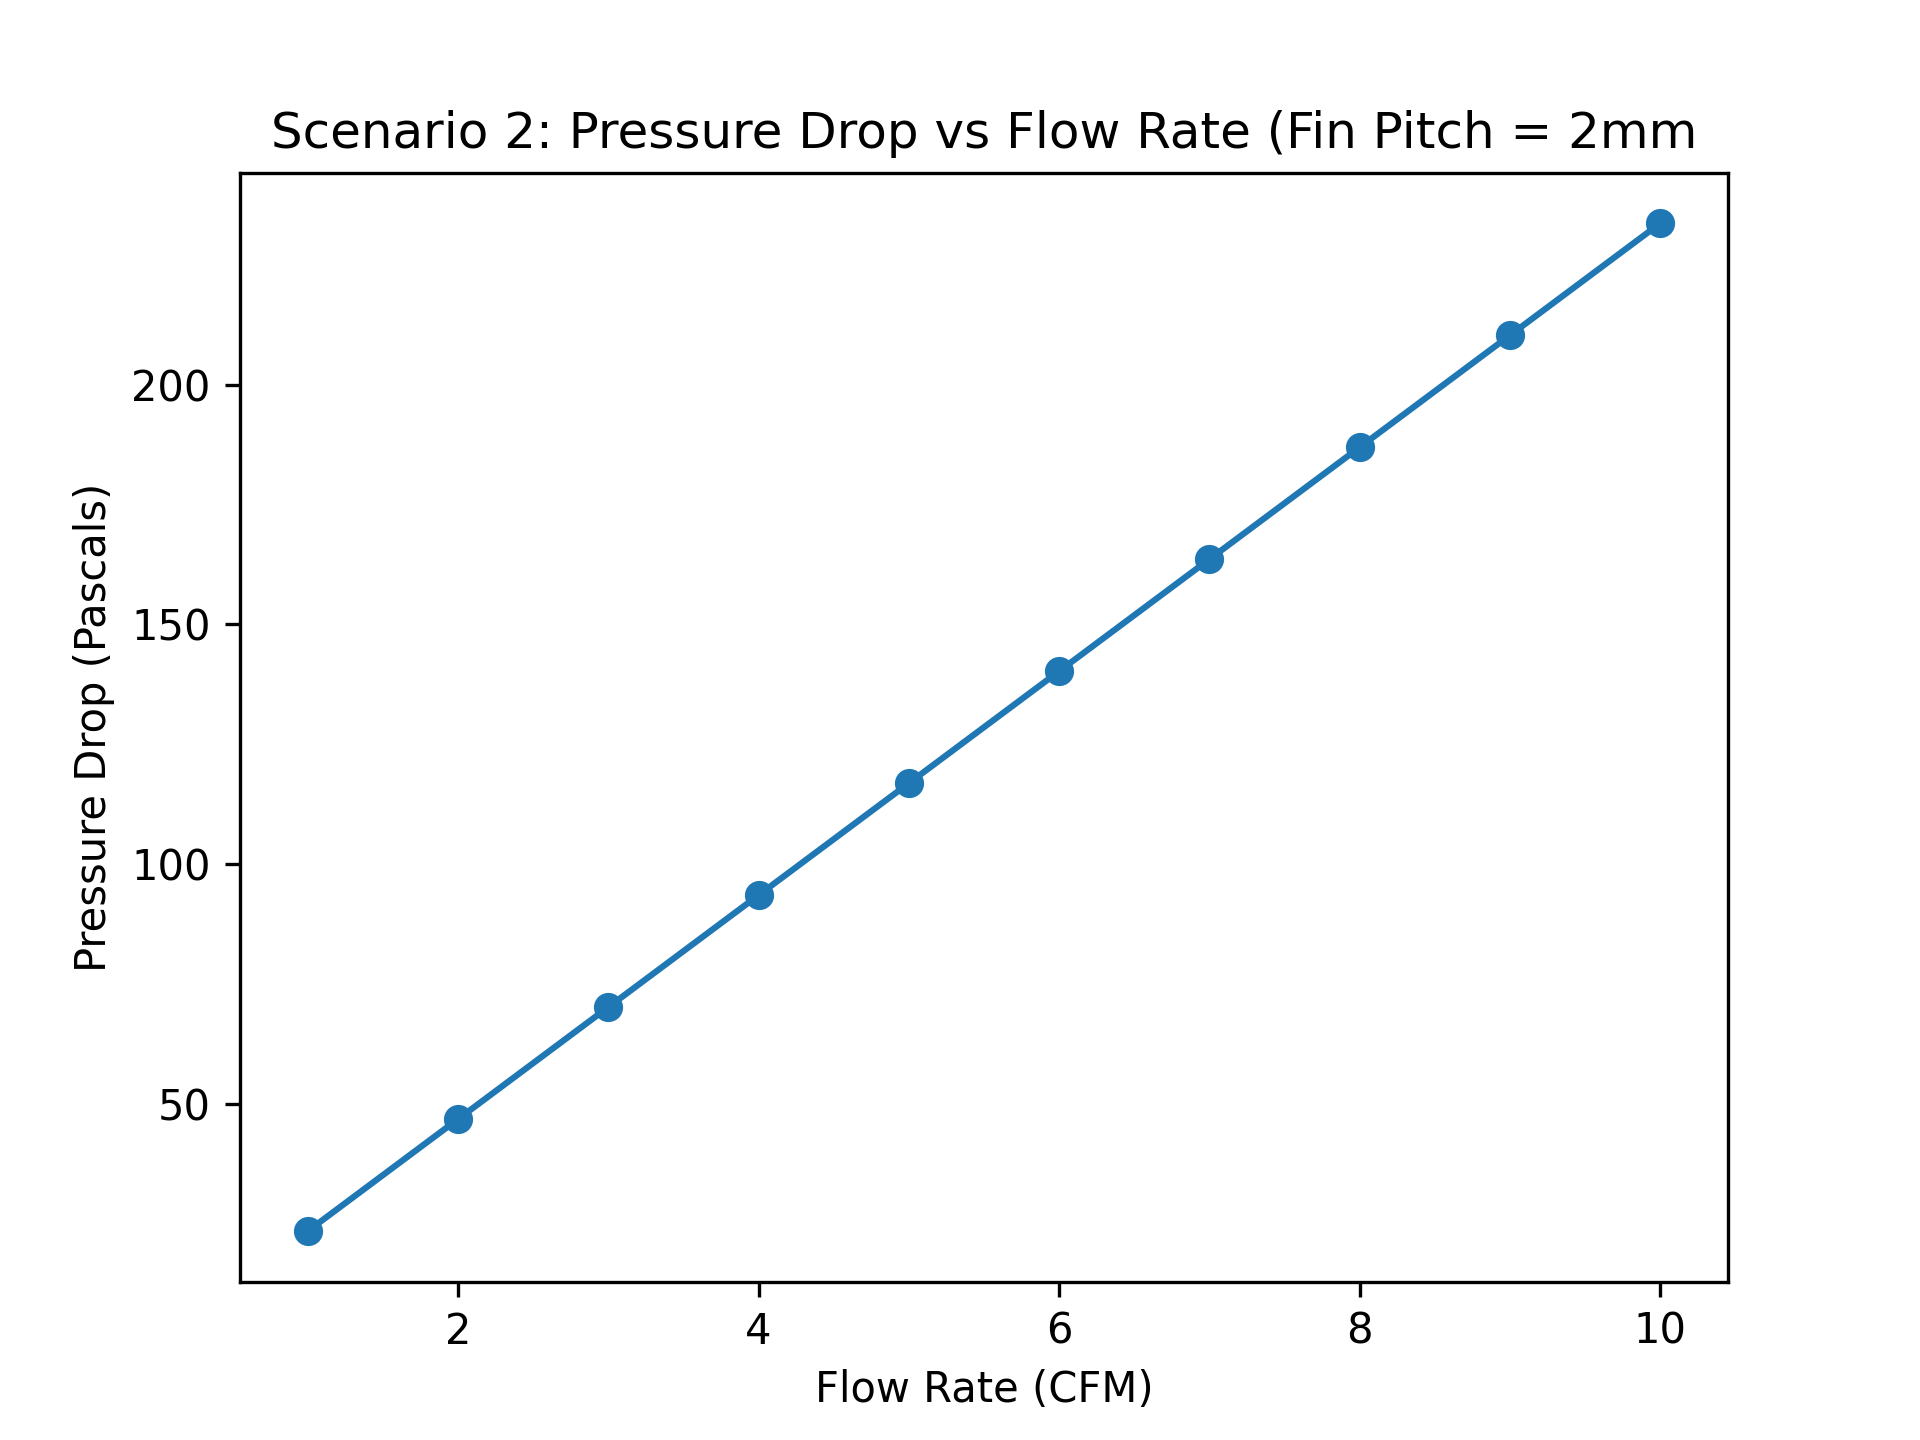 Scenario 2: Pressure Drop vs Flow Rate (Fin Pitch = 2mm
Pressure Drop (Pascals)
200
150
100
50
2 4 6 8 10
Flow Rate (CFM)